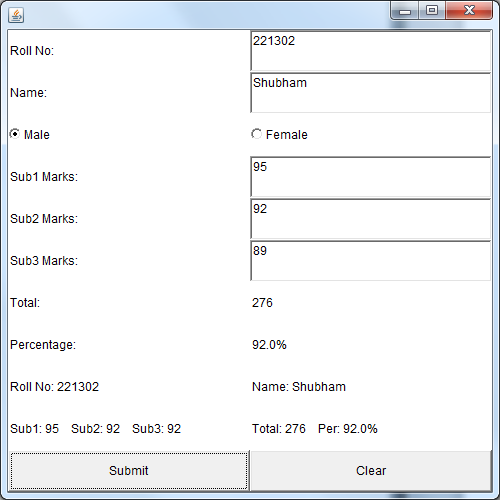 Roll No: 221302
Name: Shubham
Male Female
Sub1 Marks: 95
Sub2 Marks: 92
Sub3 Marks: 89
Total: 276
Percentage: 92.0%
Roll No: 221302 Name: Shubham
Sub1: 95 Sub2: 92 Sub3: 92 Total: 276 Per: 92.0%
Submit Clear